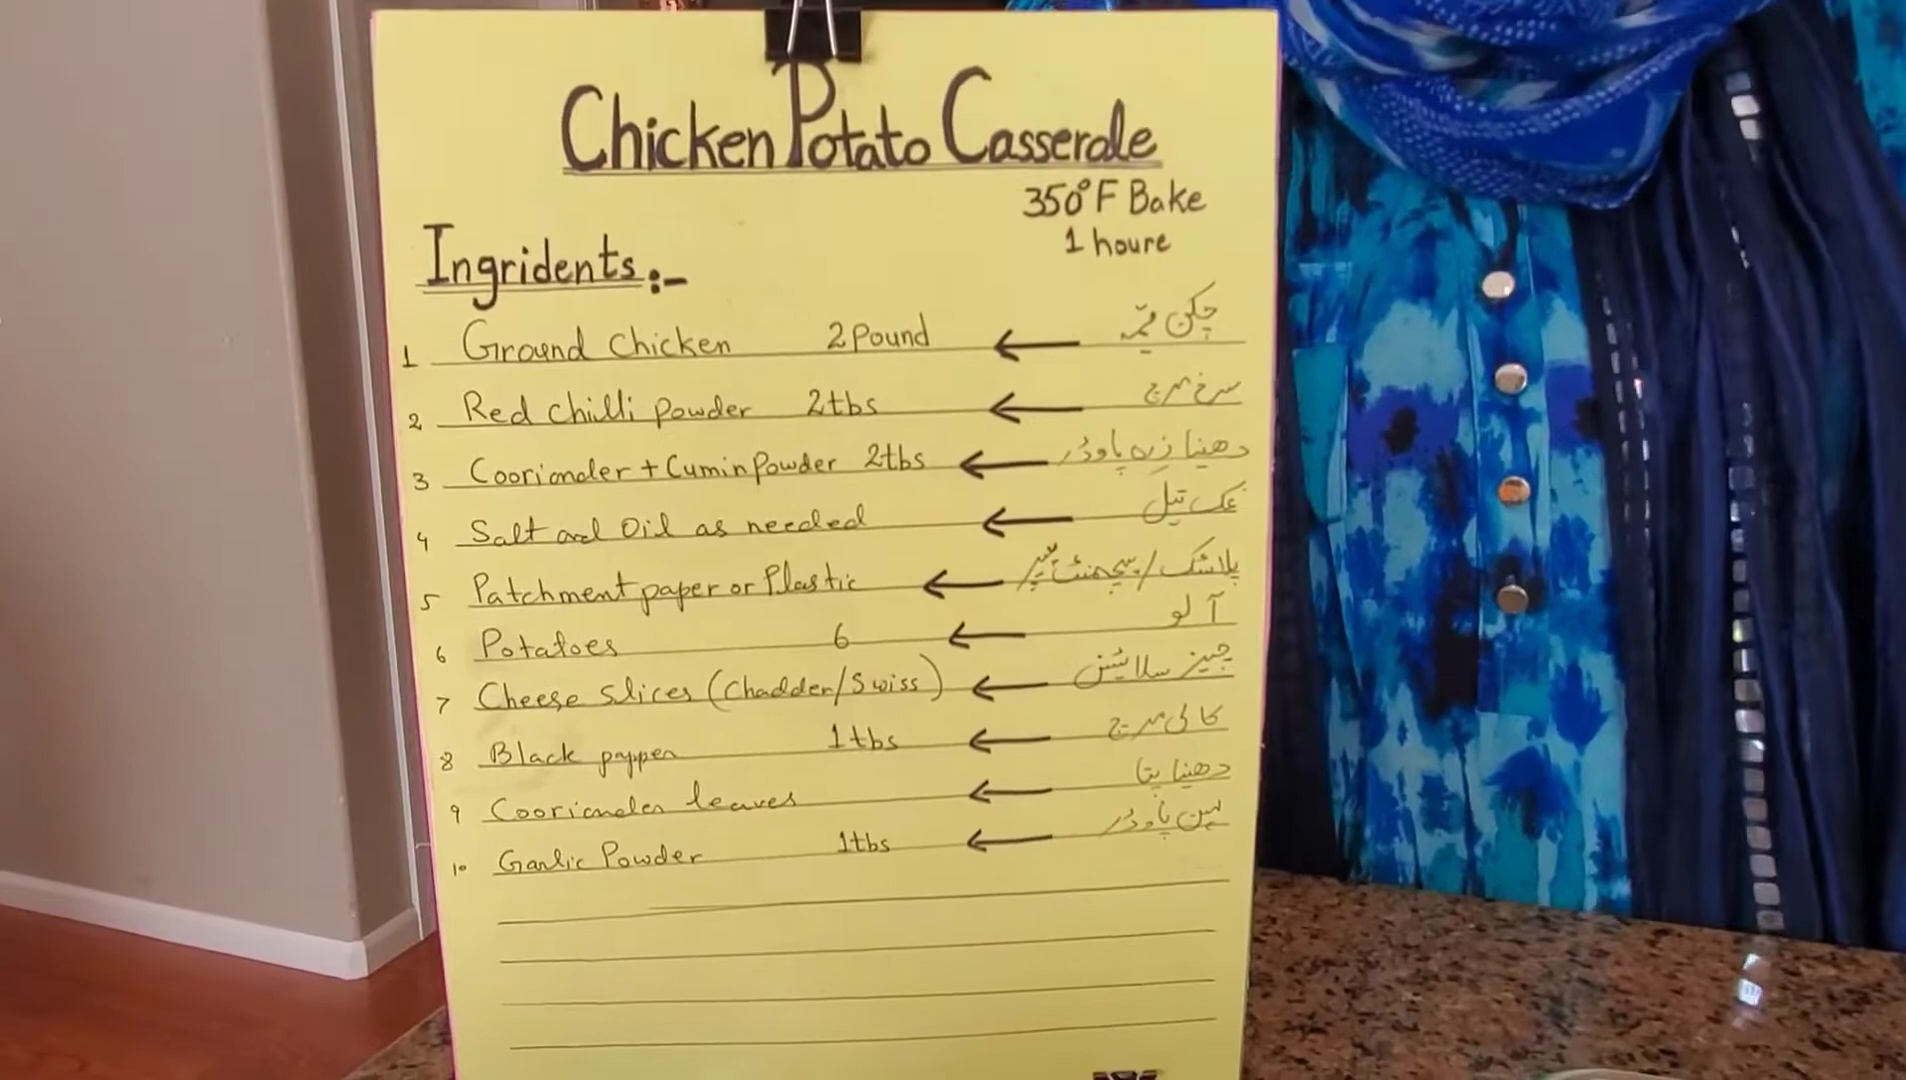 Chicken Potato Casserole
350°F Bake
1 houre
Ingridents:-
1 Ground chicken 2 Pound ← چکن قیمہ
2 Red chilli powder 2tbs ← سرخ مرچ
3 Coorionder + Cumin Powder 2tbs ← دھنیا زیرہ پاوڈر
4 Salt and Oil as needed ← نمک تیل
5 Patchment paper or Plastic ← پلاسٹک / پیچمنٹ پیپر
6 Potatoes 6 ← آلو
7 Cheese slices (Chadder/Swiss) ← چیز سلائس
8 Black papper 1tbs ← کالی مرچ
9 Coorionder leaves ← دھنیا پتا
10 Garlic Powder 1tbs ← لہسن پاوڈر